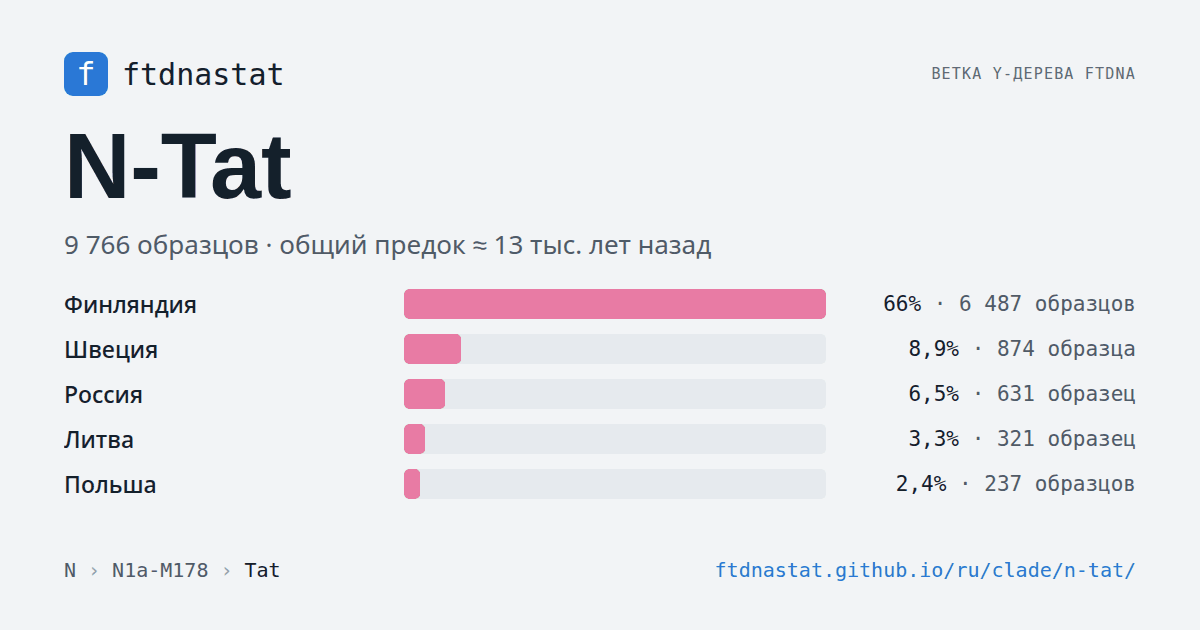 f ftdnastat
ВЕТКА Y-ДЕРЕВА FTDNA
N-Tat
9 766 образцов · общий предок ≈ 13 тыс. лет назад
Финляндия 66% · 6 487 образцов
Швеция 8,9% · 874 образца
Россия 6,5% · 631 образец
Литва 3,3% · 321 образец
Польша 2,4% · 237 образцов
N › N1a-M178 › Tat
ftdnastat.github.io/ru/clade/n-tat/